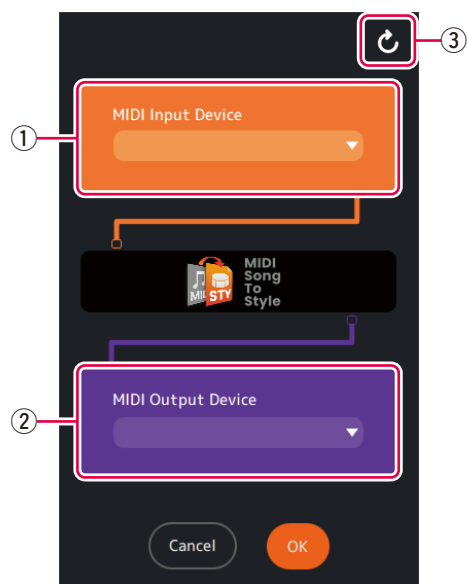 ③
MIDI Input Device
①
MIDI
Song
To
Style
MI STY
MIDI Output Device
②
Cancel
OK